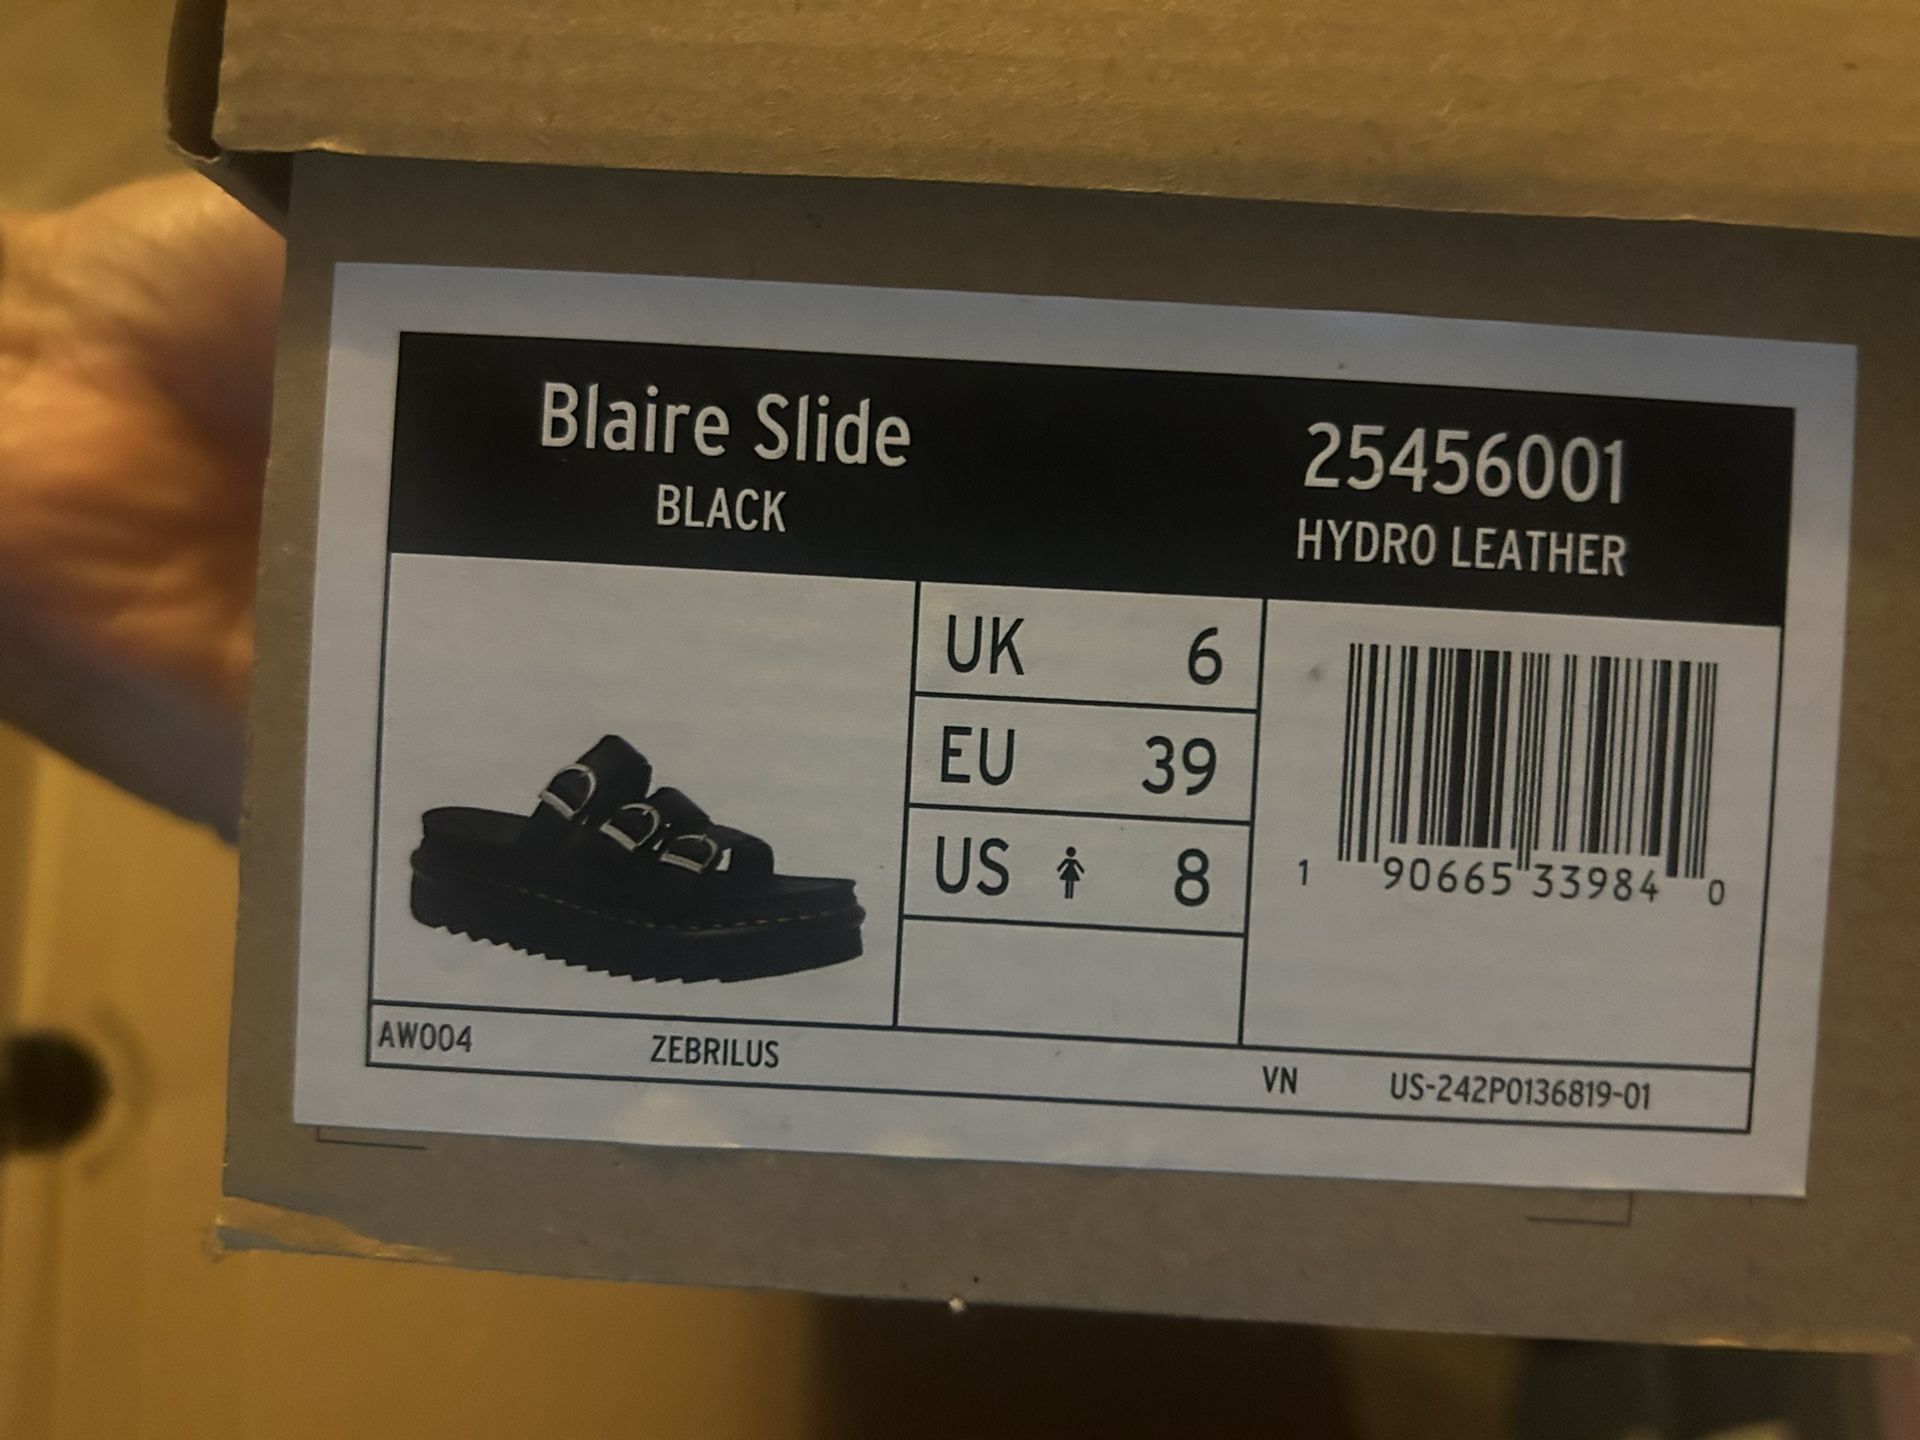 Blaire Slide
BLACK
25456001
HYDRO LEATHER
UK 6
EU 39
US 8
1 90665 33984 0
AW004 ZEBRILUS VN US-242P0136819-01